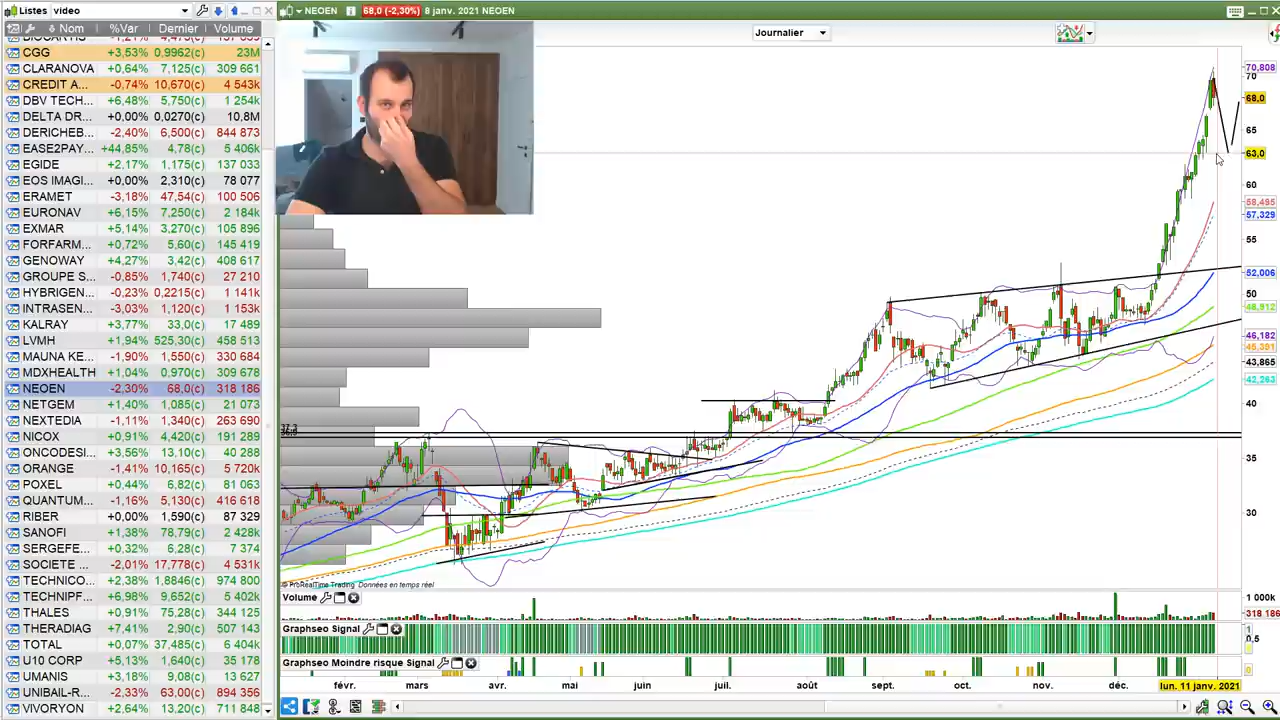 Listes video
NEOEN 68,0 (-2,30%) 8 janv. 2021 NEOEN
Nom %Var Dernier Volume
Journalier
CGG +3,53% 0,9962(c) 23M
CLARANOVA +0,64% 7,125(c) 309 661
CREDIT A... -0,74% 10,670(c) 4 543k
DBV TECH... +6,48% 5,750(c) 1 254k
DELTA DR... +0,00% 0,0270(c) 10,8M
DERICHEB... -2,40% 6,500(c) 844 873
EASE2PAY... +44,85% 4,78(c) 5 406k
EGIDE +2,17% 1,175(c) 137 033
EOS IMAGI... +0,00% 2,310(c) 78 077
ERAMET -3,18% 47,54(c) 100 506
EURONAV +6,15% 7,250(c) 2 184k
EXMAR +5,14% 3,270(c) 105 896
FORFARM... +0,72% 5,60(c) 145 419
GENOWAY +4,27% 3,42(c) 408 617
GROUPE S... -0,85% 1,740(c) 27 210
HYBRIGEN... -0,23% 0,2215(c) 1 141k
INTRASEN... -3,03% 1,120(c) 1 153k
KALRAY +3,77% 33,0(c) 17 489
LVMH +2,94% 525,30(c) 458 513
MAUNA KE... -1,90% 1,550(c) 330 684
MDXHEALTH +1,04% 0,970(c) 309 678
NEOEN -2,30% 68,0(c) 318 186
NETGEM +1,40% 1,085(c) 21 073
NEXTEDIA -1,11% 1,340(c) 263 690
NICOX +0,91% 4,420(c) 191 289
ONCODESI... +3,56% 13,10(c) 40 288
ORANGE -1,41% 10,165(c) 5 720k
POXEL +0,44% 6,82(c) 81 063
QUANTUM... -1,16% 5,130(c) 416 618
RIBER +0,00% 1,590(c) 87 329
SANOFI +1,38% 78,79(c) 2 428k
SERGEFE... +0,32% 6,28(c) 7 374
SOCIETE ... -2,01% 17,778(c) 4 531k
TECHNICO... +2,38% 1,8846(c) 974 800
TECHNIPF... +6,98% 9,652(c) 5 402k
THALES +0,91% 75,28(c) 344 125
THERADIAG +7,41% 2,90(c) 507 143
TOTAL +0,07% 37,485(c) 6 404k
U10 CORP +5,13% 1,640(c) 35 178
UMANIS +3,18% 9,08(c) 13 627
UNIBAIL-R... -2,33% 63,00(c) 894 356
VIVORYON +2,64% 13,20(c) 711 848
70,808
70
68,0
65
63,0
60
58,495
57,329
55
52,006
50
48,912
46,182
45,391
43,865
42,263
40
35
30
37,3
© ProRealTime Trading Données en temps réel
Volume
1 000k
318 186
Graphseo Signal
1
0,5
0
Graphseo Moindre risque Signal
0
févr. mars avr. mai juin juil. août sept. oct. nov. déc. lun. 11 janv. 2021